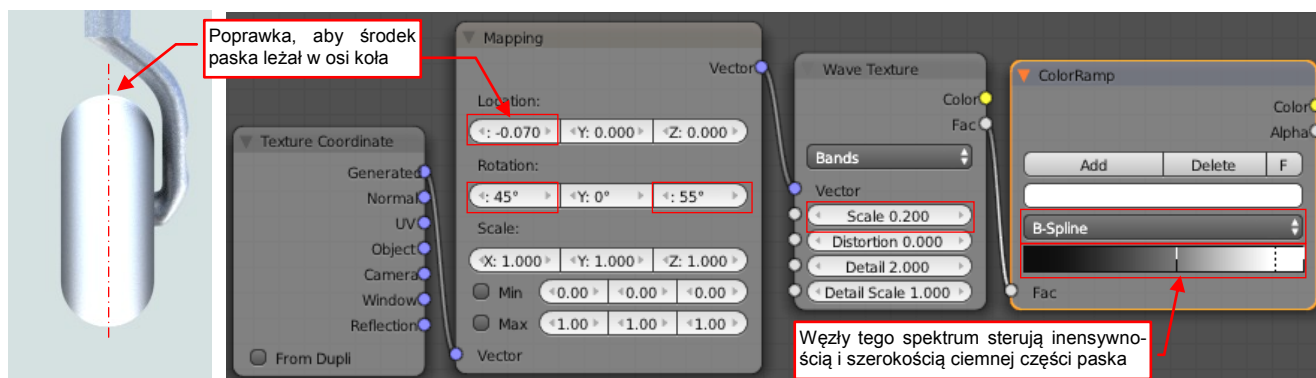 Poprawka, aby środek
paska leżał w osi koła
Texture Coordinate
Generated
Normal
UV
Object
Camera
Window
Reflection
From Dupli
Mapping
Vector
Location:
: -0.070 Y: 0.000 Z: 0.000
Rotation:
: 45° Y: 0° : 55°
Scale:
X: 1.000 Y: 1.000 Z: 1.000
Min 0.00 0.00 0.00
Max 1.00 1.00 1.00
Vector
Wave Texture
Color
Fac
Bands
Vector
Scale 0.200
Distortion 0.000
Detail 2.000
Detail Scale 1.000
ColorRamp
Color
Alpha
Add Delete F
B-Spline
Fac
Węzły tego spektrum sterują inensywno-
ścią i szerokością ciemnej części paska